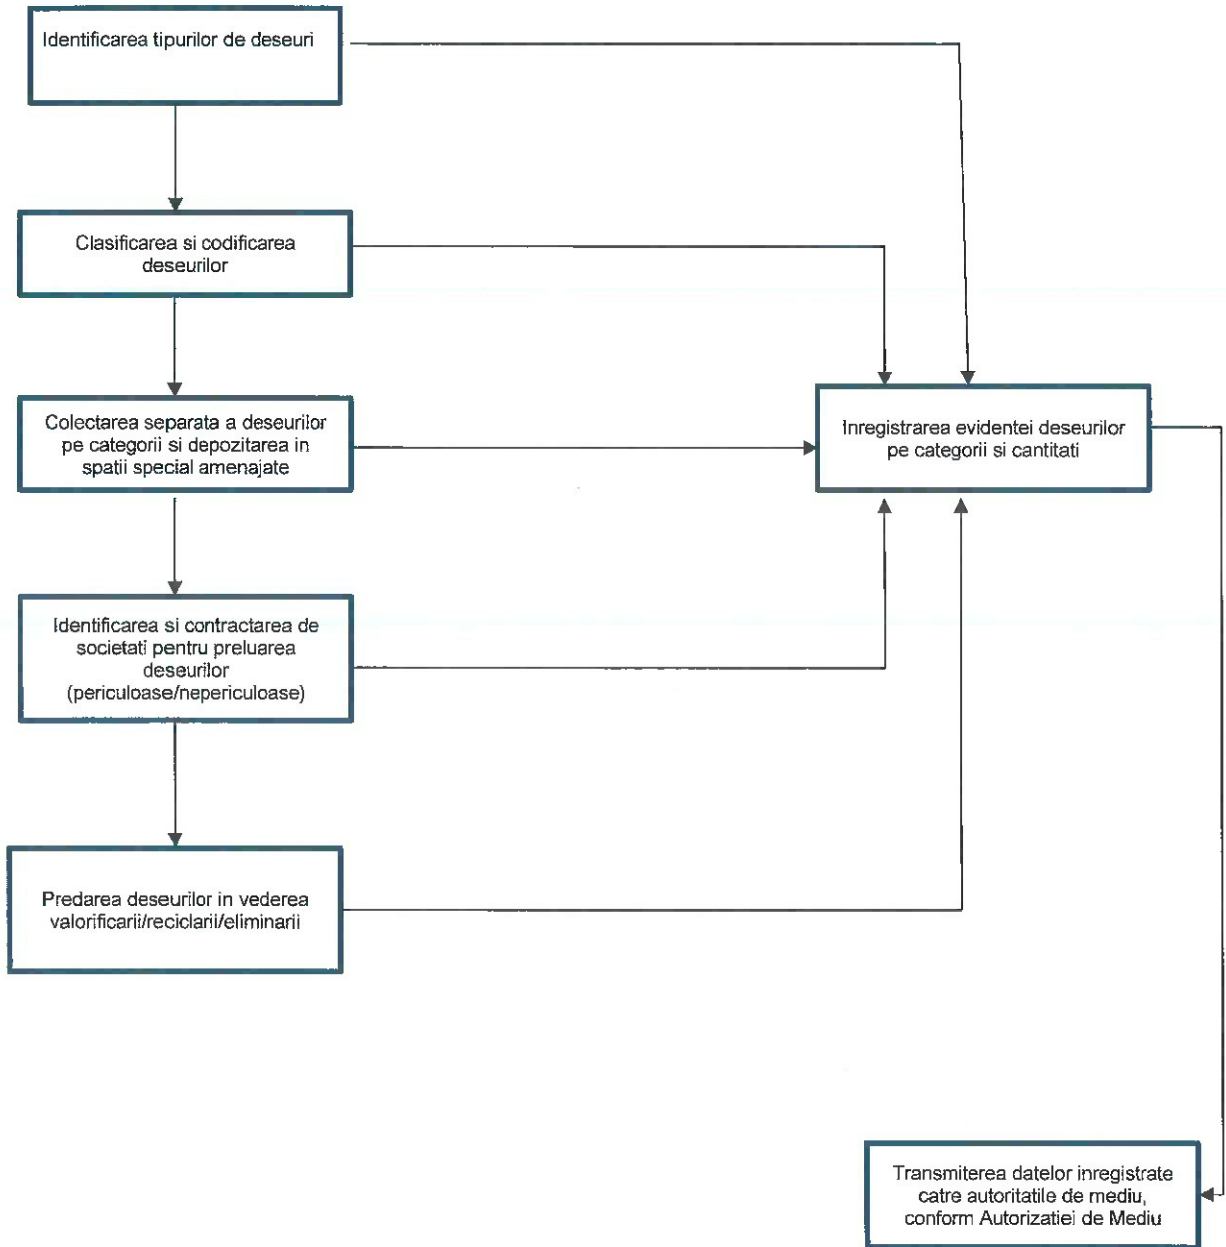 Identificarea tipurilor de deseuri
Clasificarea si codificarea
deseurilor
Colectarea separata a deseurilor
pe categorii si depozitarea in
spatii special amenajate
Inregistrarea evidentei deseurilor
pe categorii si cantitati
Identificarea si contractarea de
societati pentru preluarea
deseurilor
(periculoase/nepericuloase)
Predarea deseurilor in vederea
valorificarii/reciclarii/eliminarii
Transmiterea datelor inregistrate
catre autoritatile de mediu,
conform Autorizatiei de Mediu